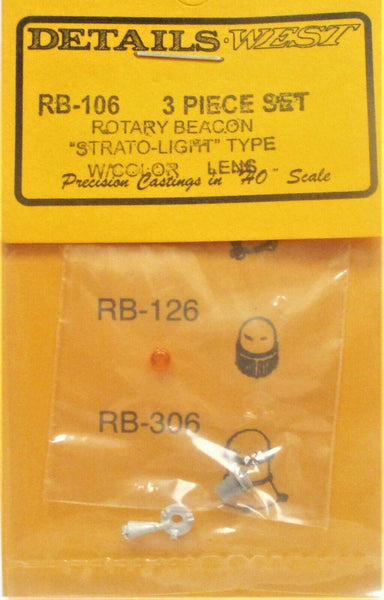 DETAILS WEST
RB-106 3 PIECE SET
ROTARY BEACON
"STRATO-LIGHT" TYPE
W/COLOR LENS
Precision Castings in "HO" Scale
RB-126
RB-306